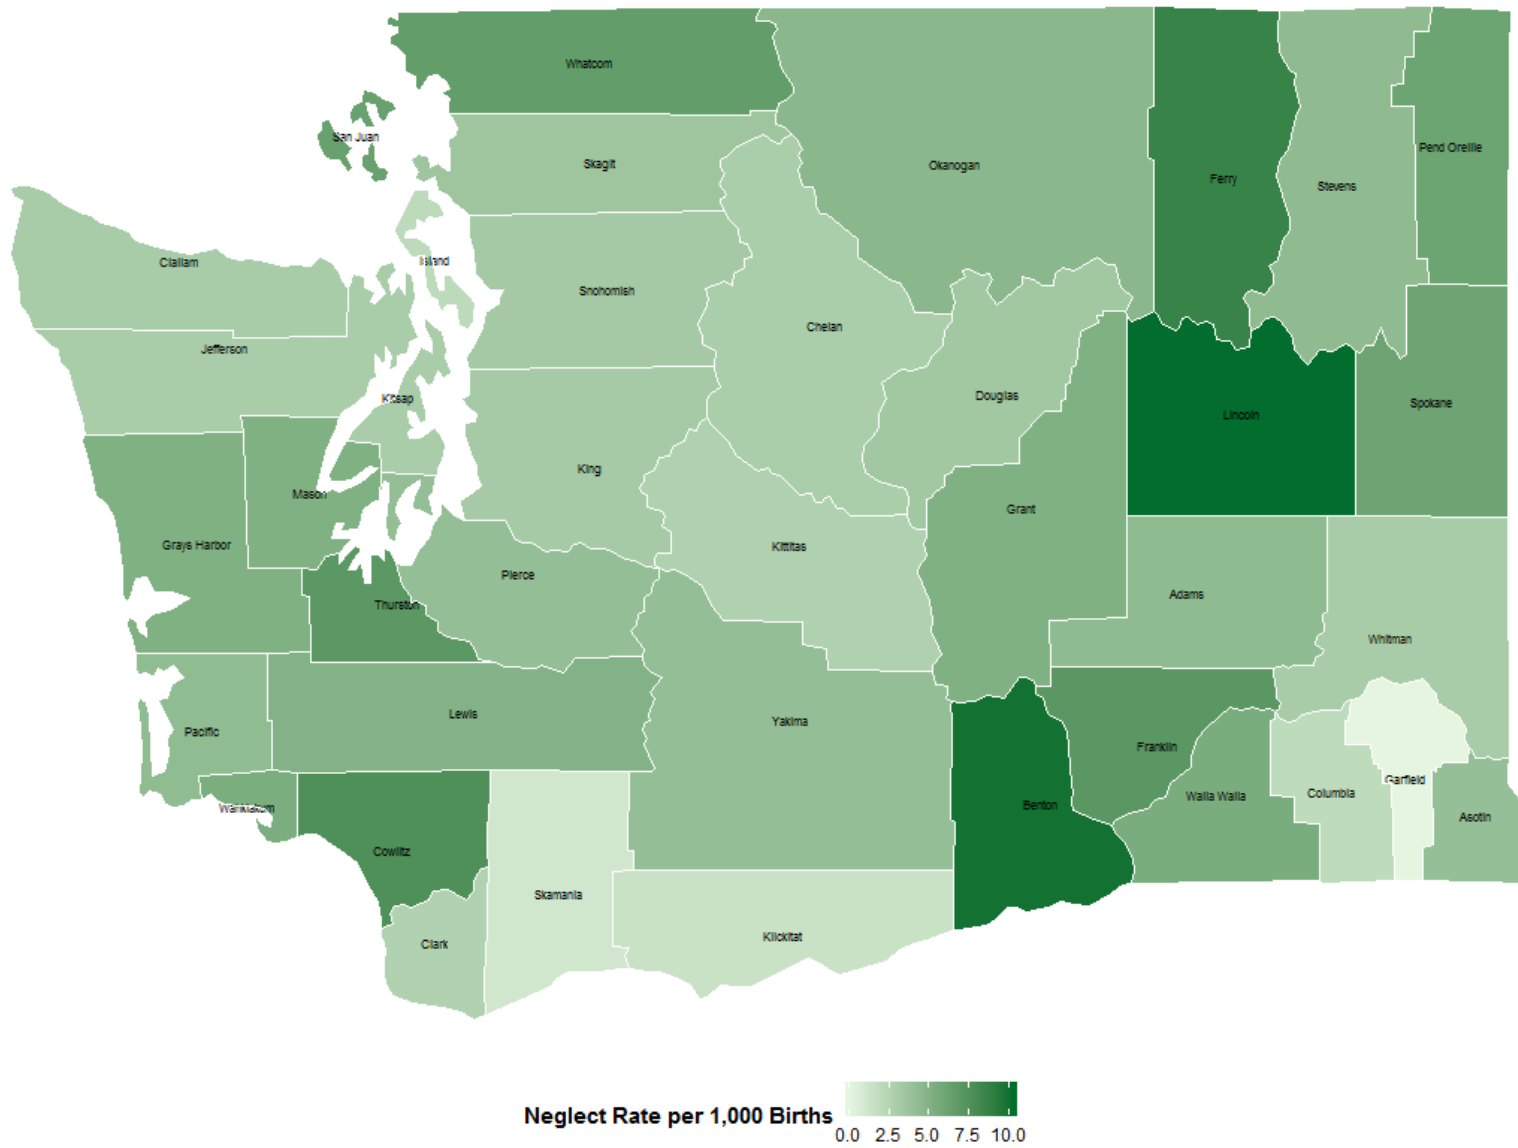 Whatcom
San Juan
Skagit
Okanogan
Ferry
Stevens
Pend Oreille
Clallam
Island
Snohomish
Chelan
Jefferson
Kitsap
King
Douglas
Lincoln
Spokane
Mason
Grays Harbor
Pierce
Kittitas
Grant
Adams
Thurston
Whitman
Pacific
Lewis
Yakima
Franklin
Garfield
Wahkiakum
Benton
Walla Walla
Columbia
Asotin
Cowlitz
Skamania
Clark
Klickitat
Neglect Rate per 1,000 Births
0.0 2.5 5.0 7.5 10.0